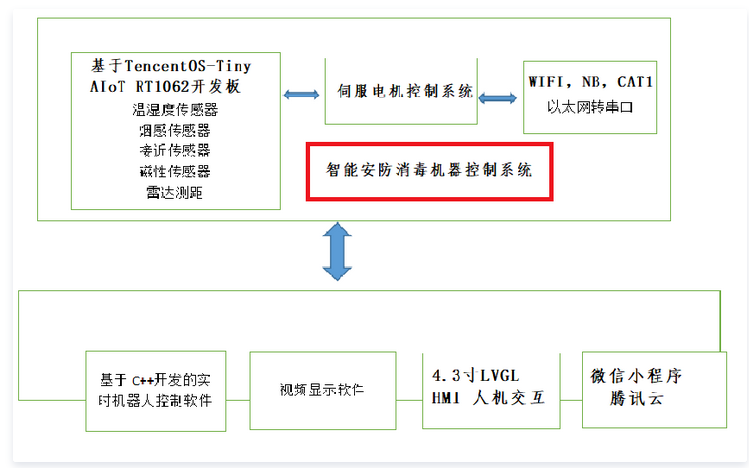 基于TencentOS-Tiny
AIoT RT1062开发板
温湿度传感器
烟感传感器
接近传感器
磁性传感器
雷达测距
伺服电机控制系统
WIFI, NB, CAT1
以太网转串口
智能安防消毒机器控制系统
基于 C++开发的实
时机器人控制软件
视频显示软件
4.3寸LVGL
HMI 人机交互
微信小程序
腾讯云